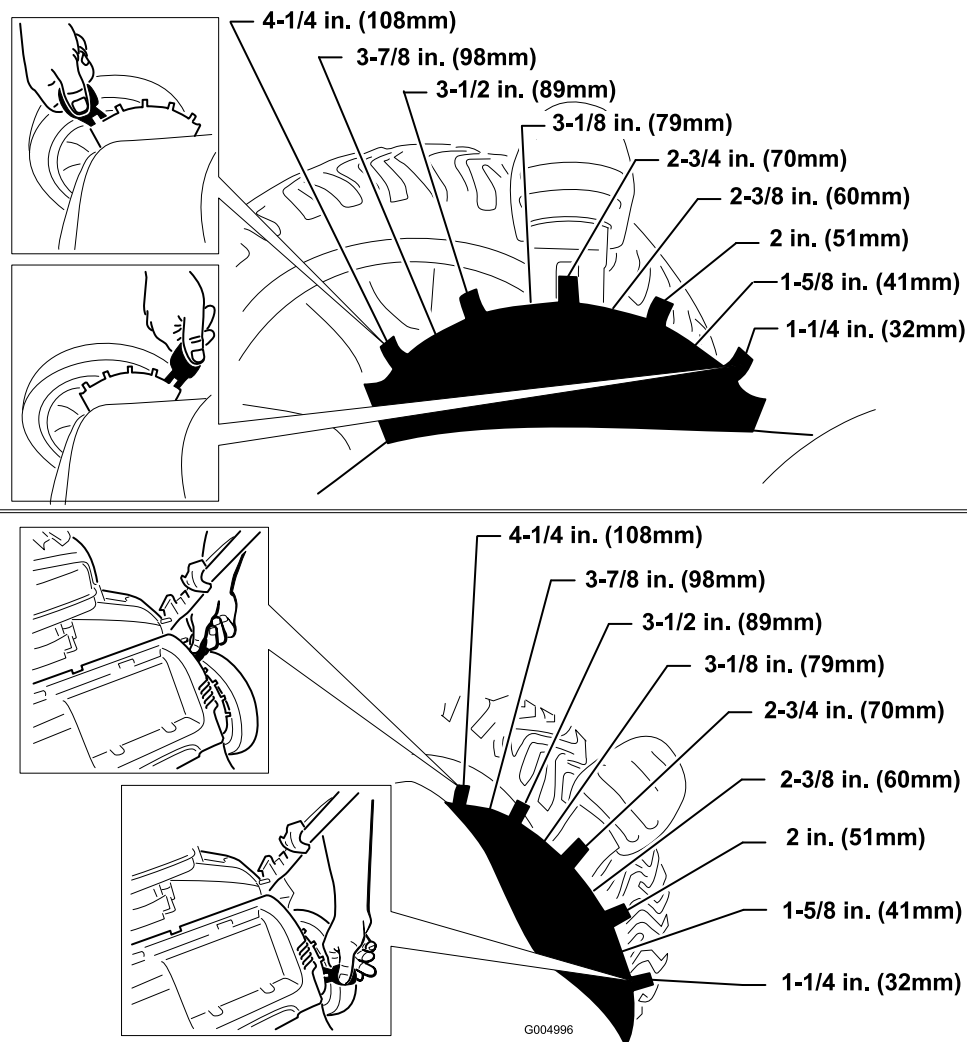 4-1/4 in. (108mm)
3-7/8 in. (98mm)
3-1/2 in. (89mm)
3-1/8 in. (79mm)
2-3/4 in. (70mm)
2-3/8 in. (60mm)
2 in. (51mm)
1-5/8 in. (41mm)
1-1/4 in. (32mm)
4-1/4 in. (108mm)
3-7/8 in. (98mm)
3-1/2 in. (89mm)
3-1/8 in. (79mm)
2-3/4 in. (70mm)
2-3/8 in. (60mm)
2 in. (51mm)
1-5/8 in. (41mm)
1-1/4 in. (32mm)
G004996